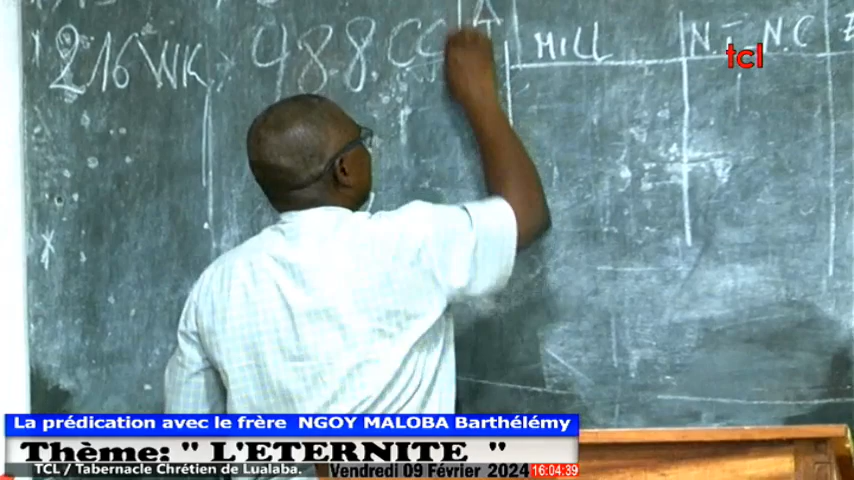 216 WK
488 CC
A
MILL
N.T
N.C
tcl
La prédication avec le frère NGOY MALOBA Barthélémy
Thème: " L'ETERNITE "
TCL / Tabernacle Chrétien de Lualaba.
Vendredi 09 Février 2024
16:04:39